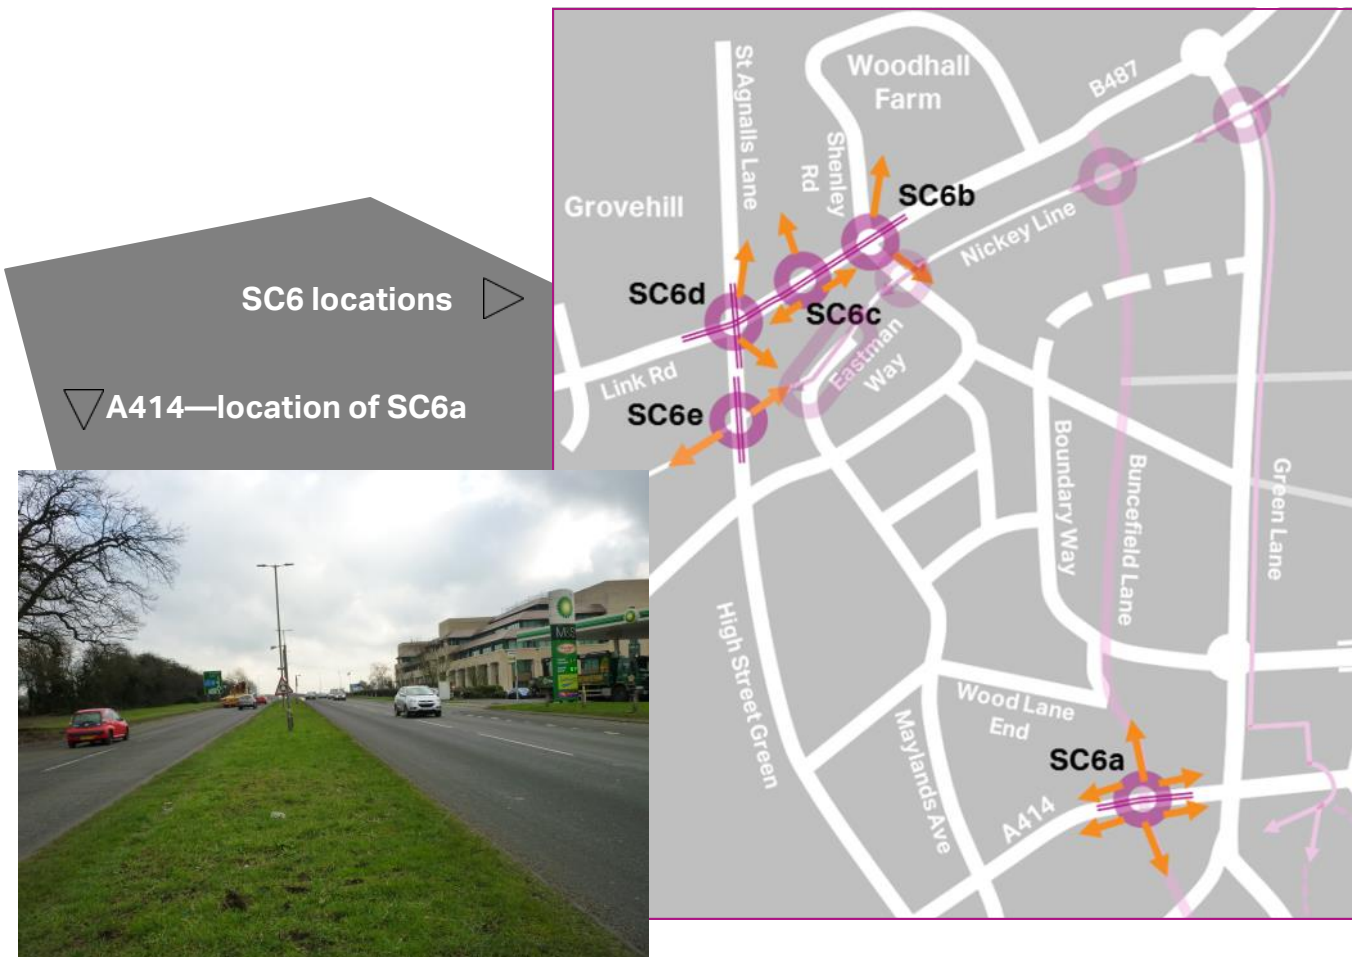 SC6 locations
A414—location of SC6a
Woodhall
Farm
B487
St Agnalls Lane
Shenley
Rd
Grovehill
SC6b
Nickey Line
SC6d
SC6c
Eastman
Way
Link Rd
SC6e
Boundary Way
Buncefield Lane
Green Lane
High Street Green
Wood Lane
End
Maylands Ave
SC6a
A414
bp
M&S